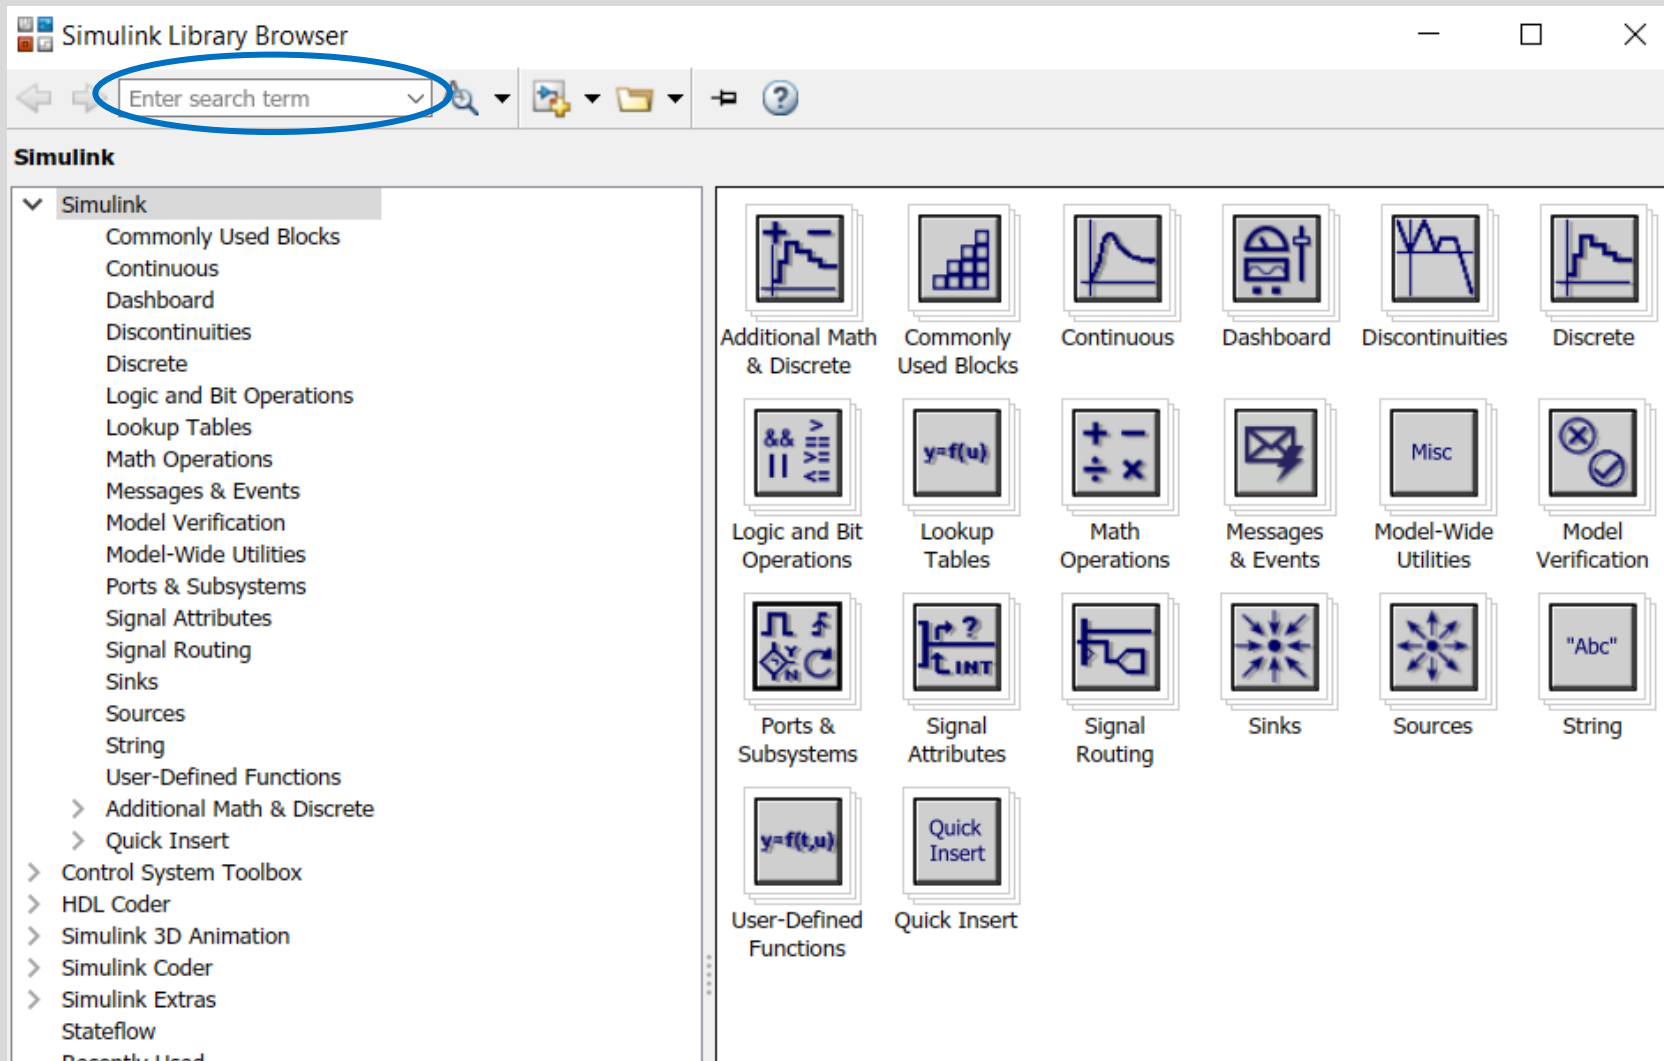 Simulink Library Browser
Enter search term
Simulink
Simulink
Commonly Used Blocks
Continuous
Dashboard
Discontinuities
Discrete
Logic and Bit Operations
Lookup Tables
Math Operations
Messages & Events
Model Verification
Model-Wide Utilities
Ports & Subsystems
Signal Attributes
Signal Routing
Sinks
Sources
String
User-Defined Functions
Additional Math & Discrete
Quick Insert
Control System Toolbox
HDL Coder
Simulink 3D Animation
Simulink Coder
Simulink Extras
Stateflow
Recently Used
Additional Math
& Discrete
Commonly
Used Blocks
Continuous
Dashboard
Discontinuities
Discrete
&& >
==
|| >=
<=
Logic and Bit
Operations
y=f(u)
Lookup
Tables
+ −
÷ ×
Math
Operations
Messages
& Events
Misc
Model-Wide
Utilities
Model
Verification
Y
N
Ports &
Subsystems
?
INT
Signal
Attributes
Signal
Routing
Sinks
Sources
"Abc"
String
y=f(t,u)
User-Defined
Functions
Quick
Insert
Quick Insert